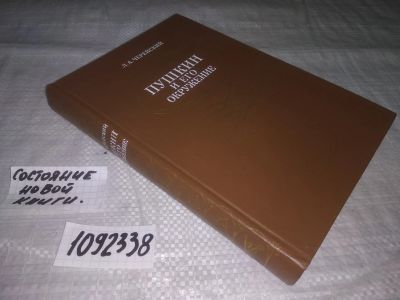 Л.А. ЧЕРЕЙСКИЙ
ПУШКИН
И ЕГО
ОКРУЖЕНИЕ
СОСТОЯНИЕ
НОВОЙ
КНИГИ.
1092338